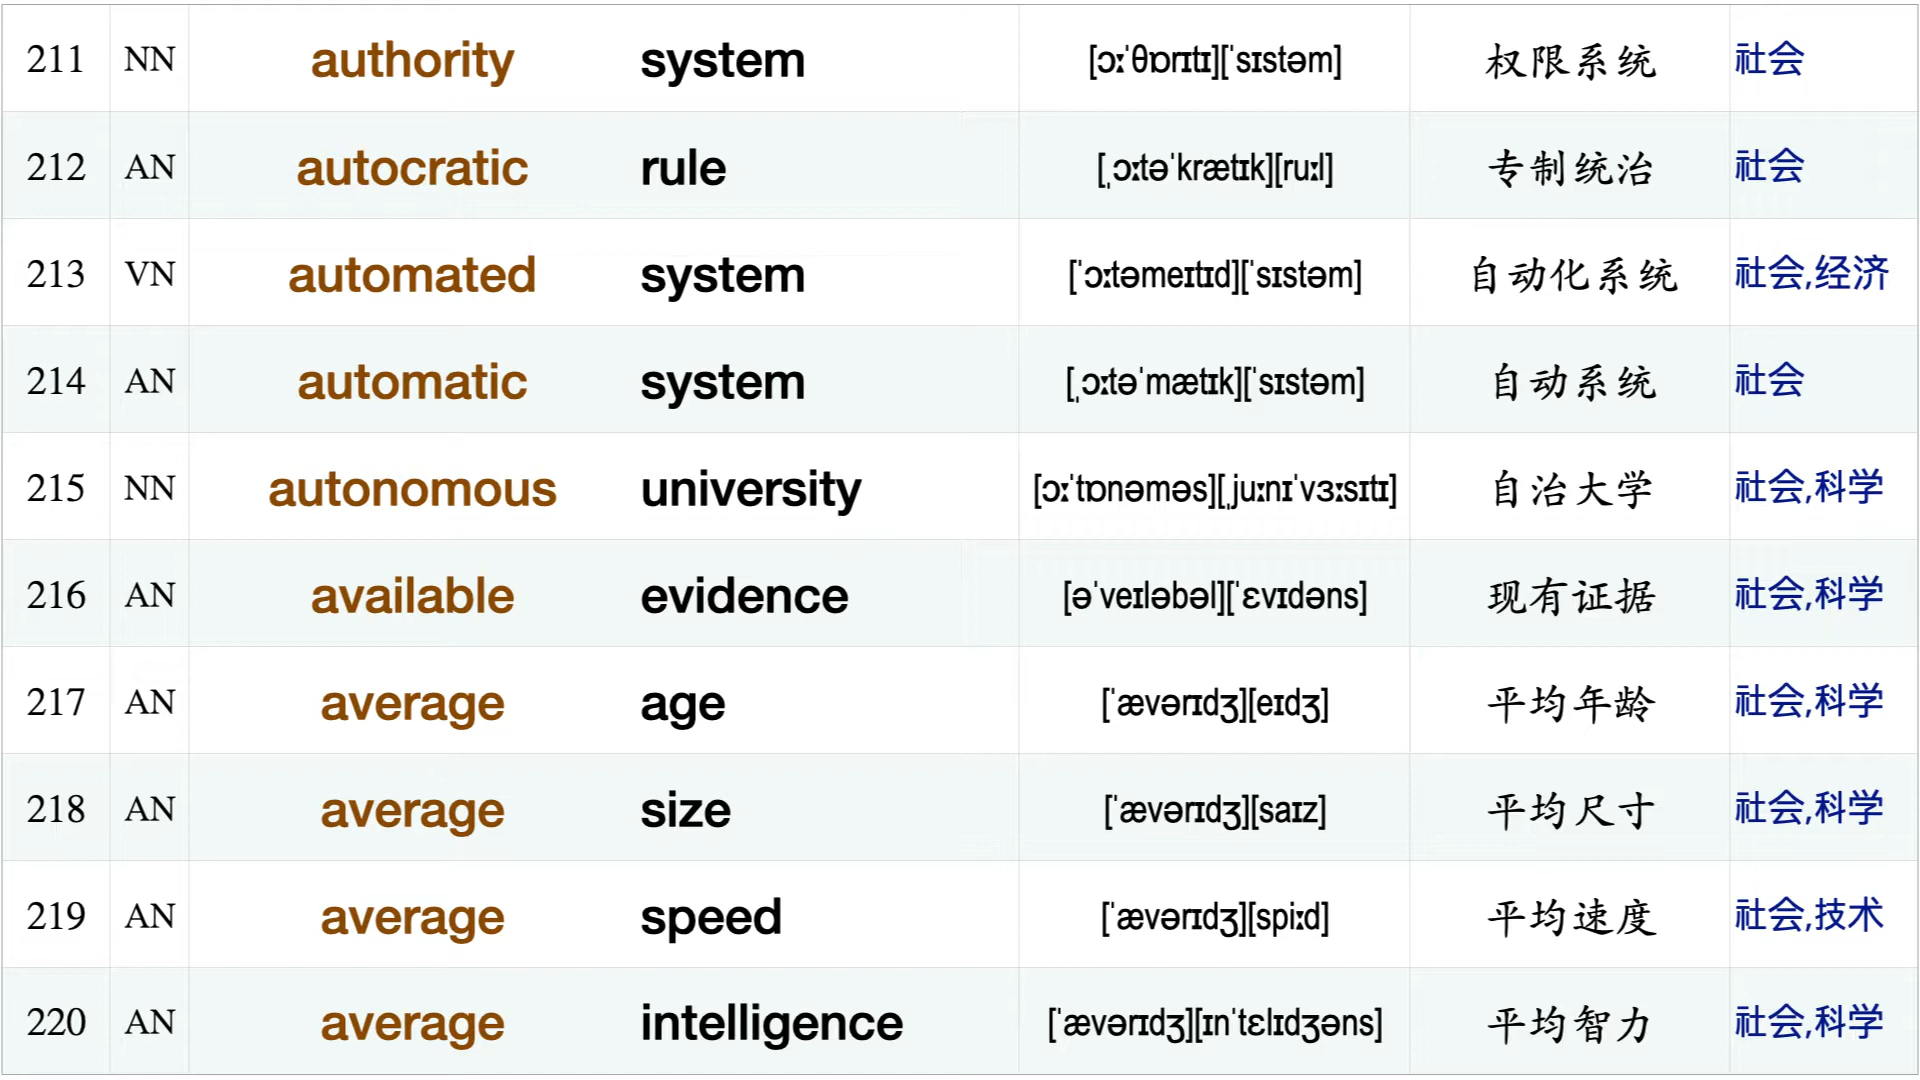 211 NN authority system [ɔːˈθɒrɪtɪ][ˈsɪstəm] 权限系统 社会
212 AN autocratic rule [ˌɔːtəˈkrætɪk][ruːl] 专制统治 社会
213 VN automated system [ˈɔːtəmeɪtɪd][ˈsɪstəm] 自动化系统 社会,经济
214 AN automatic system [ˌɔːtəˈmætɪk][ˈsɪstəm] 自动系统 社会
215 NN autonomous university [ɔːˈtɒnəməs][ˌjuːnɪˈvɜːsɪtɪ] 自治大学 社会,科学
216 AN available evidence [əˈveɪləbəl][ˈɛvɪdəns] 现有证据 社会,科学
217 AN average age [ˈævərɪdʒ][eɪdʒ] 平均年龄 社会,科学
218 AN average size [ˈævərɪdʒ][saɪz] 平均尺寸 社会,科学
219 AN average speed [ˈævərɪdʒ][spiːd] 平均速度 社会,技术
220 AN average intelligence [ˈævərɪdʒ][ɪnˈtɛlɪdʒəns] 平均智力 社会,科学